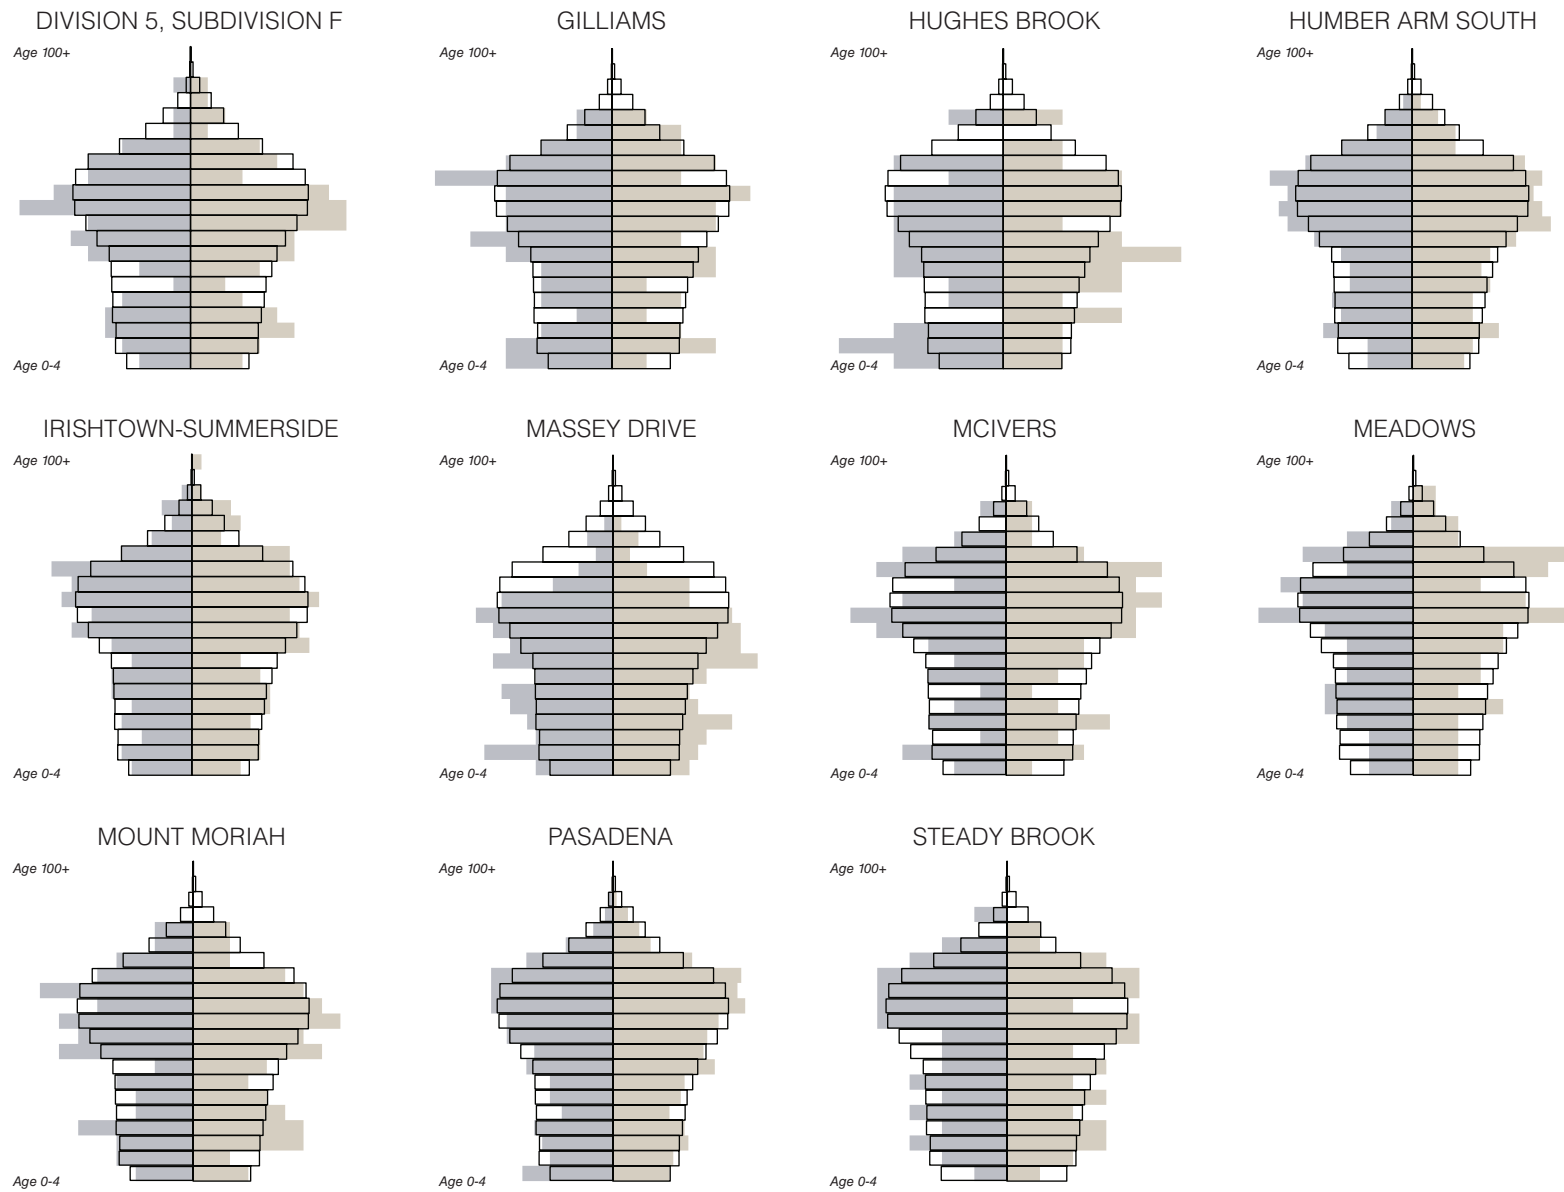 DIVISION 5, SUBDIVISION F
GILLIAMS
HUGHES BROOK
HUMBER ARM SOUTH
Age 100+
Age 100+
Age 100+
Age 100+
Age 0-4
Age 0-4
Age 0-4
Age 0-4
IRISHTOWN-SUMMERSIDE
MASSEY DRIVE
MCIVERS
MEADOWS
Age 100+
Age 100+
Age 100+
Age 100+
Age 0-4
Age 0-4
Age 0-4
Age 0-4
MOUNT MORIAH
PASADENA
STEADY BROOK
Age 100+
Age 100+
Age 100+
Age 0-4
Age 0-4
Age 0-4